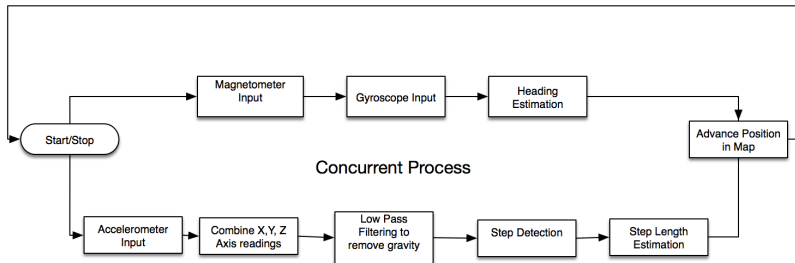 Magnetometer
Input
Gyroscope Input
Heading
Estimation
Start/Stop
Advance Position
in Map
Concurrent Process
Accelerometer
Input
Combine X,Y, Z
Axis readings
Low Pass
Filtering to
remove gravity
Step Detection
Step Length
Estimation